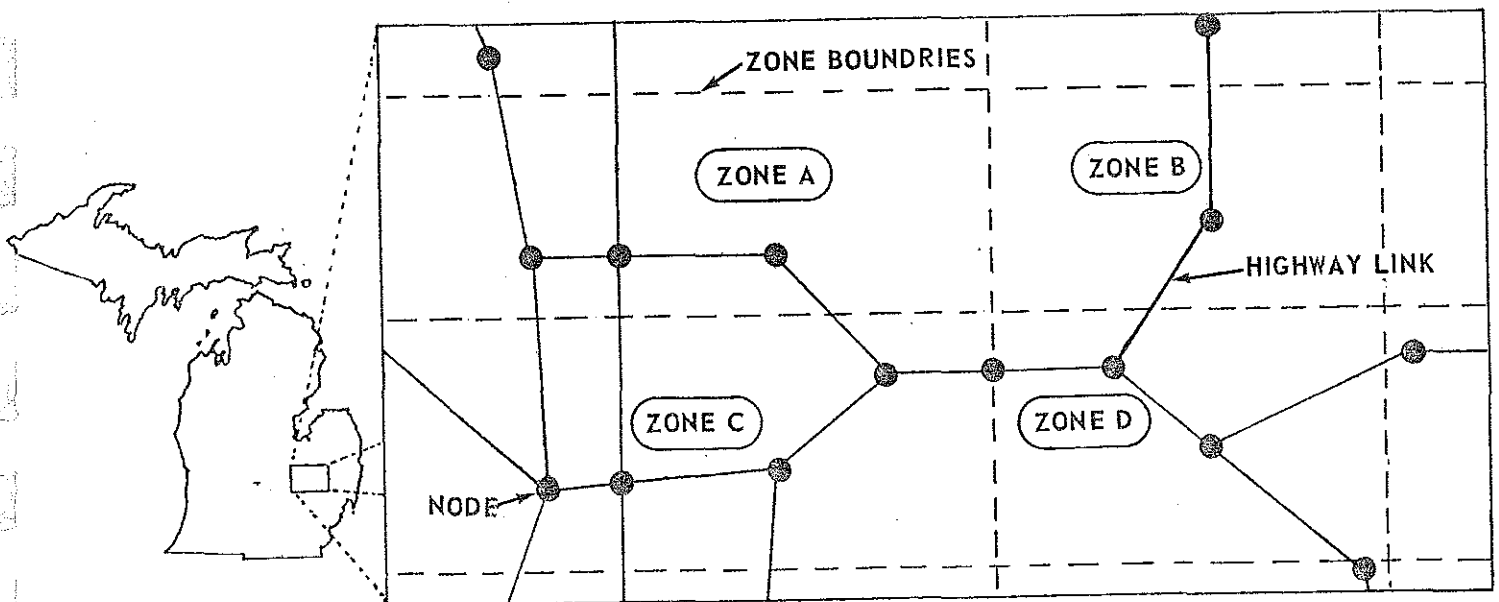 ZONE BOUNDRIES
ZONE A
ZONE B
HIGHWAY LINK
ZONE C
ZONE D
NODE